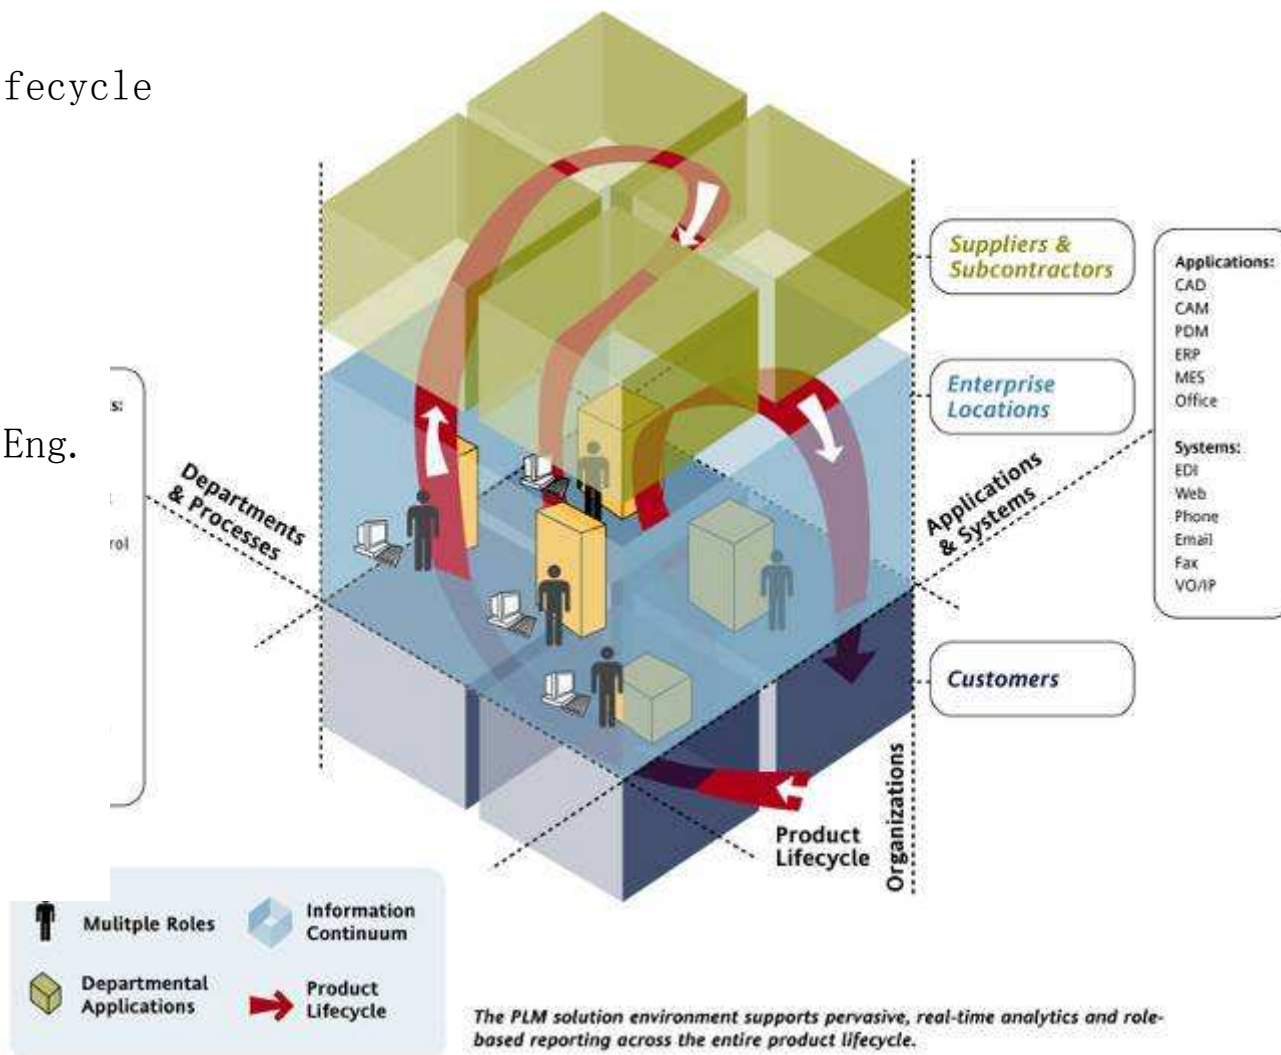 fecycle
Suppliers &
Subcontractors
Applications:
CAD
CAM
PDM
ERP
MES
Office
Enterprise
Locations
s:
Eng.
Systems:
EDI
Web
Phone
Email
Fax
VO/IP
Departments
& Processes
rol
Applications
& Systems
Customers
Organizations
Product
Lifecycle
Mulitple Roles
Information
Continuum
Departmental
Applications
Product
Lifecycle
The PLM solution environment supports pervasive, real-time analytics and role-
based reporting across the entire product lifecycle.